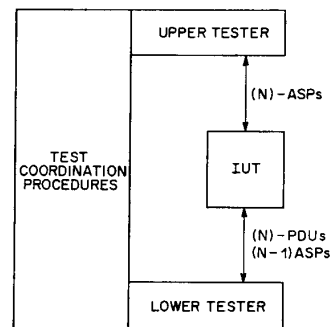 UPPER TESTER
(N)-ASPs
TEST
COORDINATION
PROCEDURES
IUT
(N)-PDUs
(N-1)ASPs
LOWER TESTER